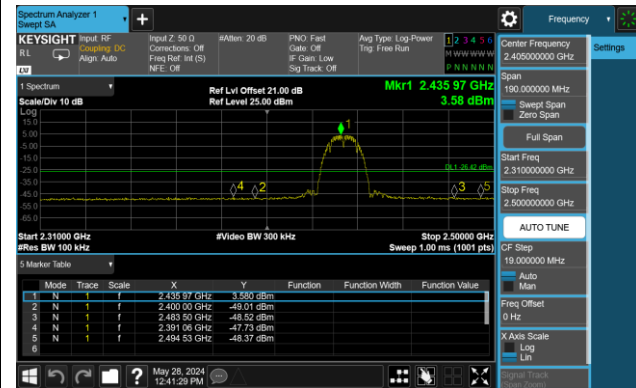 Spectrum Analyzer 1
Swept SA
Frequency
KEYSIGHT
RL
LXI
Input: RF
Coupling: DC
Align: Auto
Input Z: 50 Ω
Corrections: Off
Freq Ref: Int (S)
NFE: Off
#Atten: 20 dB
PNO: Fast
Gate: Off
IF Gain: Low
Sig Track: Off
Avg Type: Log-Power
Trig: Free Run
1 2 3 4 5 6
M W W W W W
P N N N N N
Center Frequency
2.405000000 GHz
Settings
Span
190.000000 MHz
Swept Span
Zero Span
Full Span
Start Freq
2.310000000 GHz
Stop Freq
2.500000000 GHz
AUTO TUNE
CF Step
19.000000 MHz
Auto
Man
Freq Offset
0 Hz
X Axis Scale
Log
Lin
Signal Track
(Span Zoom)
1 Spectrum
Scale/Div 10 dB
Log
Ref Lvl Offset 21.00 dB
Ref Level 25.00 dBm
Mkr1 2.435 97 GHz
3.58 dBm
15.0
5.00
-5.00
-15.0
-25.0
-35.0
-45.0
-55.0
-65.0
1
DL1 -26.42 dBm
4 2 3 5
Start 2.31000 GHz
#Res BW 100 kHz
#Video BW 300 kHz
Stop 2.50000 GHz
Sweep 1.00 ms (1001 pts)
5 Marker Table
Mode Trace Scale X Y Function Function Width Function Value
1 N 1 f 2.435 97 GHz 3.580 dBm
2 N 1 f 2.400 00 GHz -49.01 dBm
3 N 1 f 2.483 50 GHz -48.52 dBm
4 N 1 f 2.391 06 GHz -47.73 dBm
5 N 1 f 2.494 53 GHz -48.37 dBm
6
May 28, 2024
12:41:29 PM